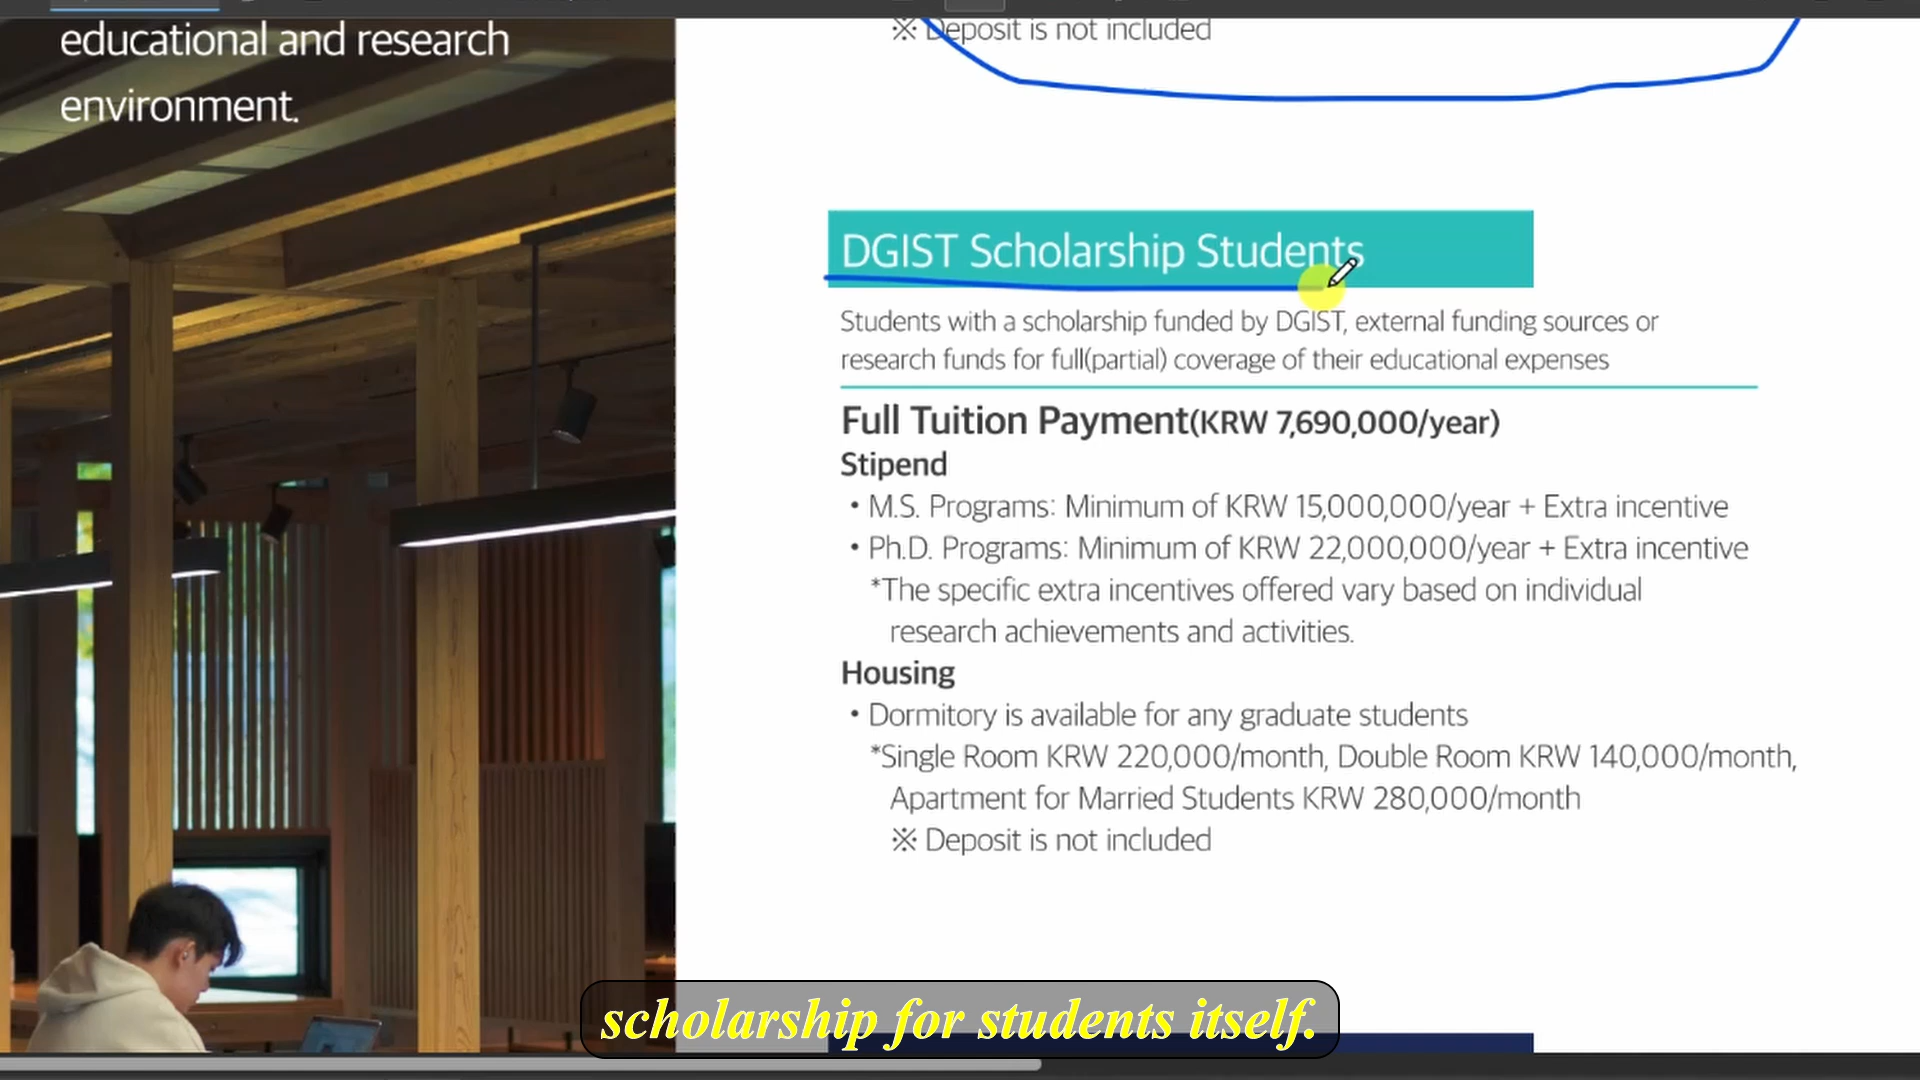 educational and research
environment.
※ Deposit is not included
DGIST Scholarship Students
Students with a scholarship funded by DGIST, external funding sources or
research funds for full(partial) coverage of their educational expenses
Full Tuition Payment(KRW 7,690,000/year)
Stipend
• M.S. Programs: Minimum of KRW 15,000,000/year + Extra incentive
• Ph.D. Programs: Minimum of KRW 22,000,000/year + Extra incentive
*The specific extra incentives offered vary based on individual
research achievements and activities.
Housing
• Dormitory is available for any graduate students
*Single Room KRW 220,000/month, Double Room KRW 140,000/month,
Apartment for Married Students KRW 280,000/month
※ Deposit is not included
scholarship for students itself.